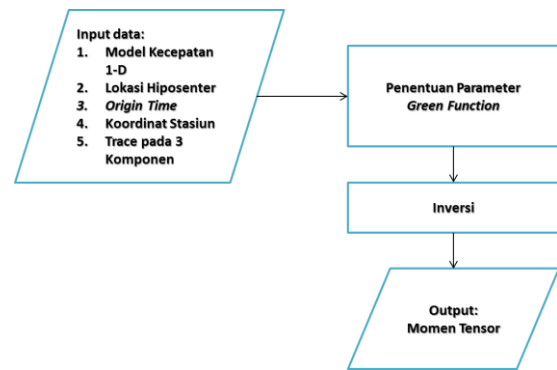 Input data:
1. Model Kecepatan
1-D
2. Lokasi Hiposenter
3. Origin Time
4. Koordinat Stasiun
5. Trace pada 3
Komponen
Penentuan Parameter
Green Function
Inversi
Output:
Momen Tensor